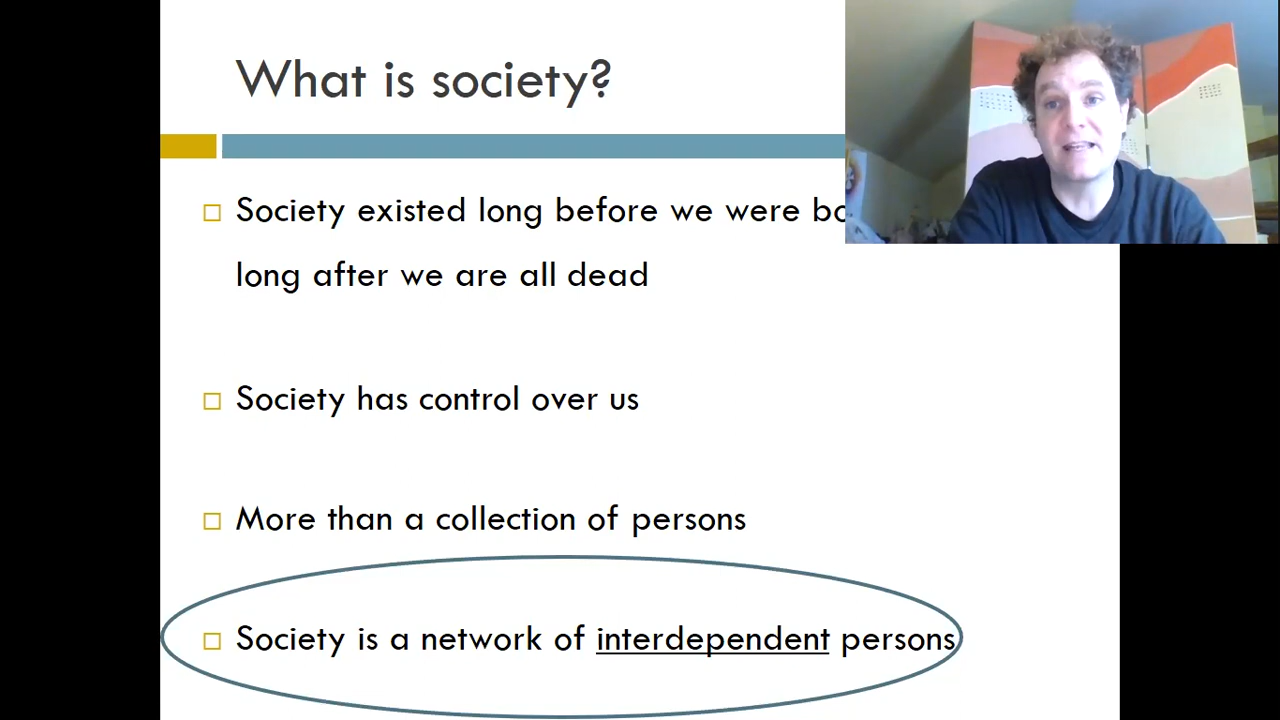 What is society?
Society existed long before we were
long after we are all dead
Society has control over us
More than a collection of persons
Society is a network of interdependent persons